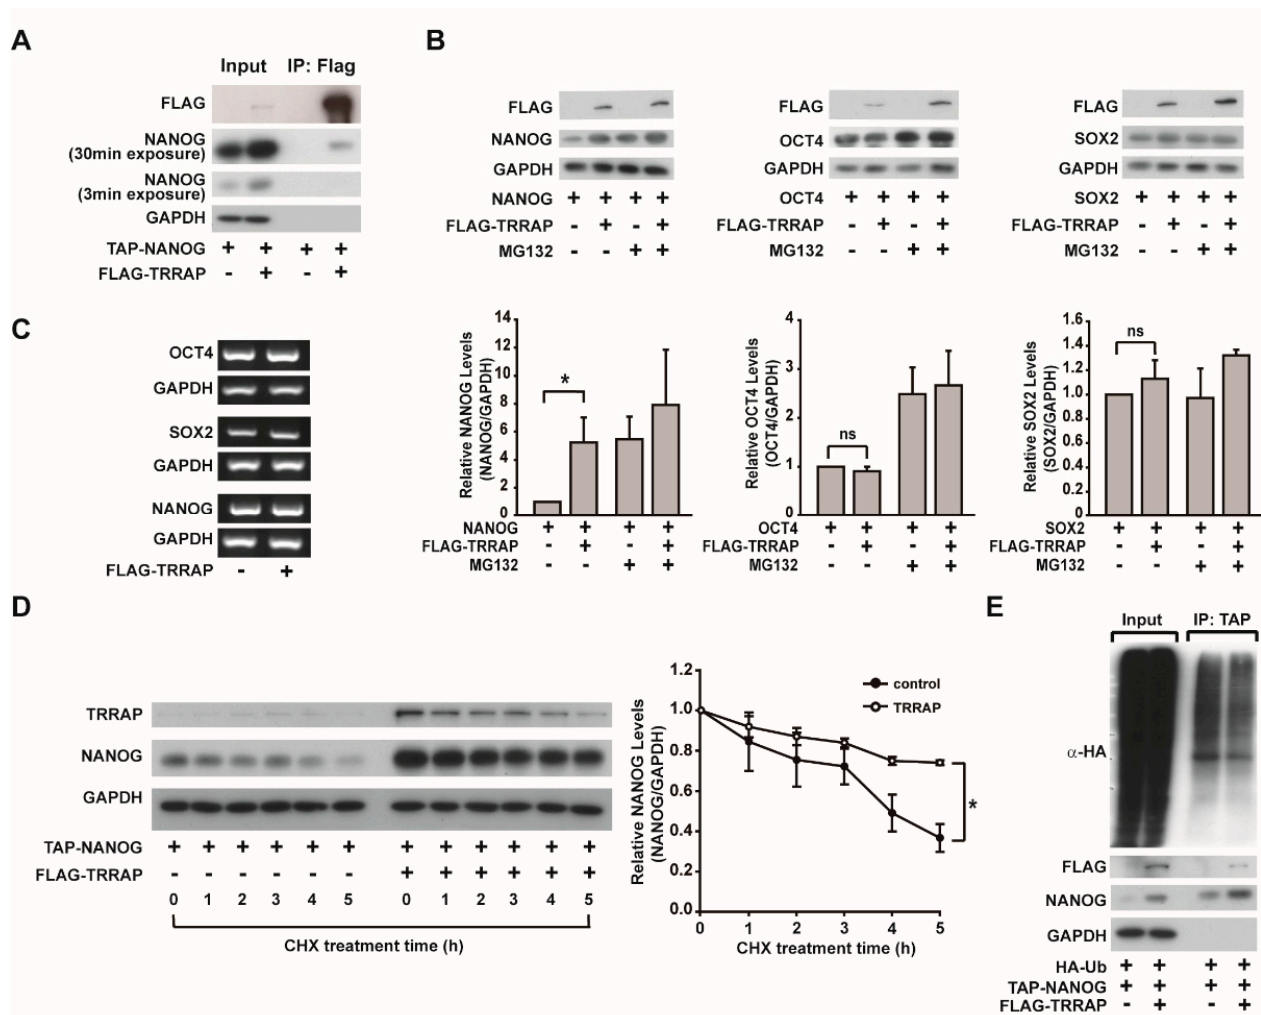 A
Input IP: Flag
FLAG
NANOG
(30min exposure)
NANOG
(3min exposure)
GAPDH
TAP-NANOG + + + +
FLAG-TRRAP - + - +
B
FLAG
NANOG
GAPDH
NANOG + + + +
FLAG-TRRAP - + - +
MG132 - - + +
FLAG
OCT4
GAPDH
OCT4 + + + +
FLAG-TRRAP - + - +
MG132 - - + +
FLAG
SOX2
GAPDH
SOX2 + + + +
FLAG-TRRAP - + - +
MG132 - - + +
Relative NANOG Levels
(NANOG/GAPDH)
14
12
10
8
6
4
2
0
*
NANOG + + + +
FLAG-TRRAP - + - +
MG132 - - + +
Relative OCT4 Levels
(OCT4/GAPDH)
4
3
2
1
0
ns
OCT4 + + + +
FLAG-TRRAP - + - +
MG132 - - + +
Relative SOX2 Levels
(SOX2/GAPDH)
1.6
1.4
1.2
1.0
0.8
0.6
0.4
0.2
0
ns
SOX2 + + + +
FLAG-TRRAP - + - +
MG132 - - + +
C
OCT4
GAPDH
SOX2
GAPDH
NANOG
GAPDH
FLAG-TRRAP - +
D
TRRAP
NANOG
GAPDH
TAP-NANOG + + + + + + + + + + + +
FLAG-TRRAP - - - - - - + + + + + +
0 1 2 3 4 5 0 1 2 3 4 5
CHX treatment time (h)
Relative NANOG Levels
(NANOG/GAPDH)
1.2
1.0
0.8
0.6
0.4
0.2
0.0
control
TRRAP
*
0 1 2 3 4 5
CHX treatment time (h)
E
Input IP: TAP
α-HA
FLAG
NANOG
GAPDH
HA-Ub + + + +
TAP-NANOG + + + +
FLAG-TRRAP - + - +